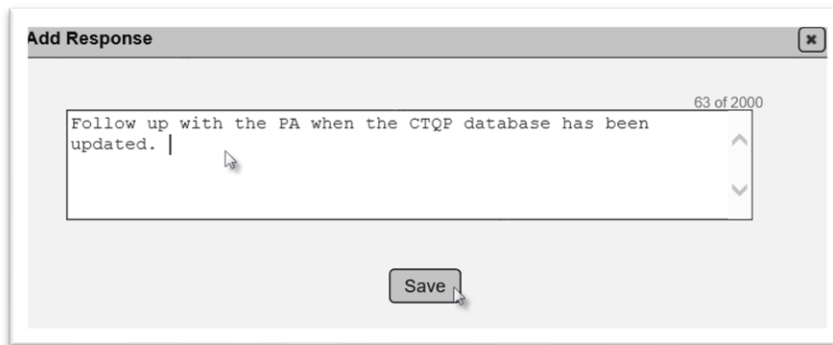 Add Response
63 of 2000
Follow up with the PA when the CTQP database has been
updated.
Save